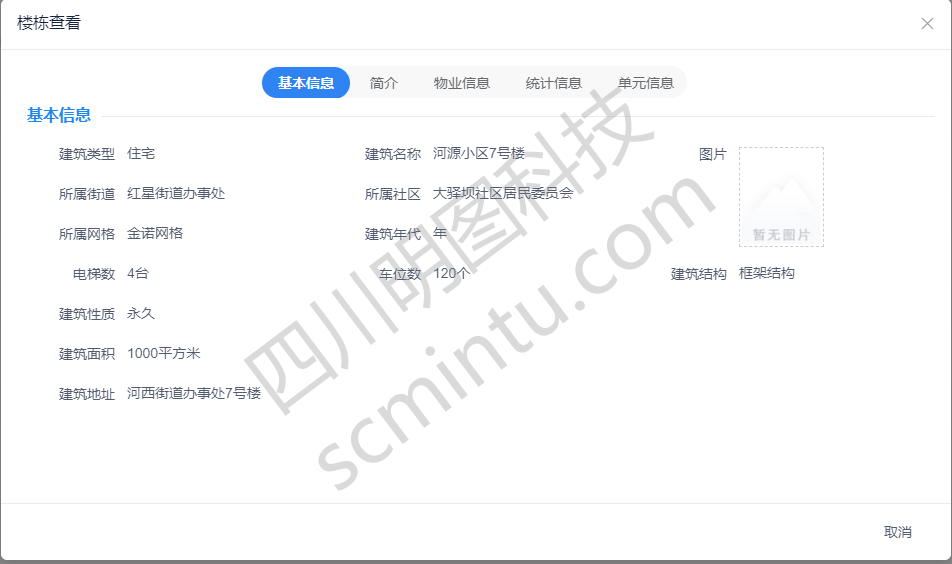 楼栋查看
基本信息 简介 物业信息 统计信息 单元信息
基本信息
建筑类型 住宅 建筑名称 河源小区7号楼 图片
暂无图片
所属街道 红星街道办事处 所属社区 大驿坝社区居民委员会
所属网格 金诺网格 建筑年代 年
电梯数 4台 车位数 120个 建筑结构 框架结构
建筑性质 永久
建筑面积 1000平方米
建筑地址 河西街道办事处7号楼
四川明图科技
scmintu.com
取消